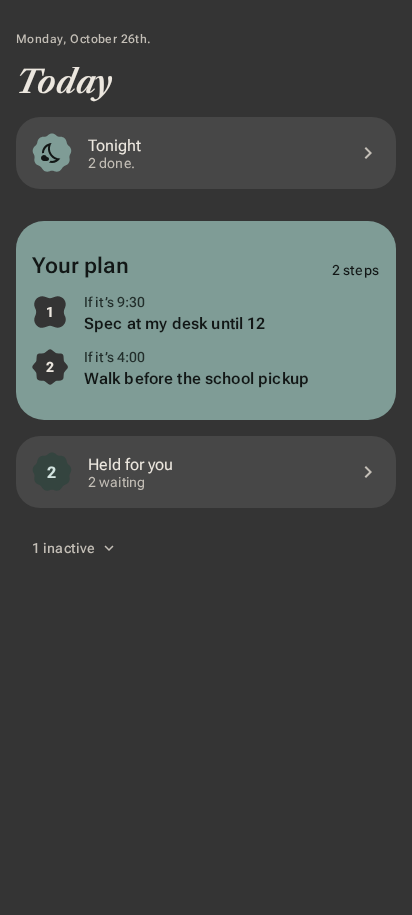 Monday, October 26th.
Today
Tonight
2 done.
Your plan
2 steps
1
If it's 9:30
Spec at my desk until 12
2
If it's 4:00
Walk before the school pickup
2
Held for you
2 waiting
1 inactive